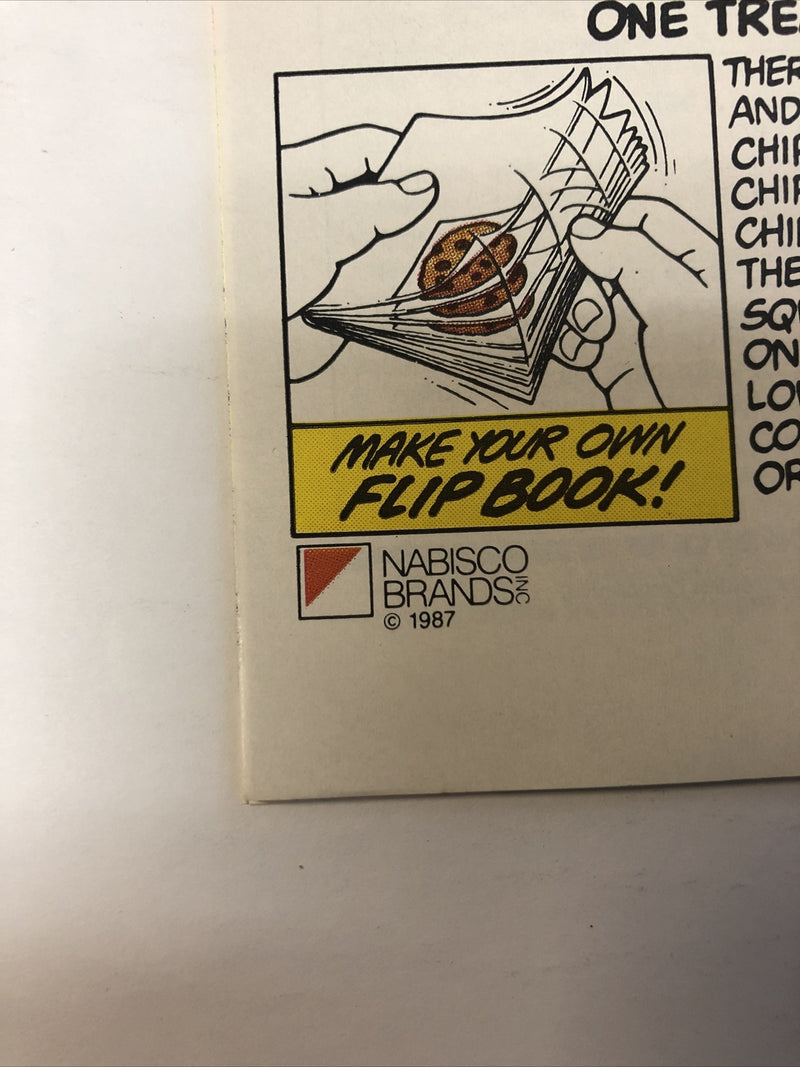 ONE TRE
THER
AND
CHIP
CHIP
CHI
THE
SQU
ON
LOV
CO
OR
MAKE YOUR OWN
FLIP BOOK!
NABISCO
BRANDS INC
© 1987